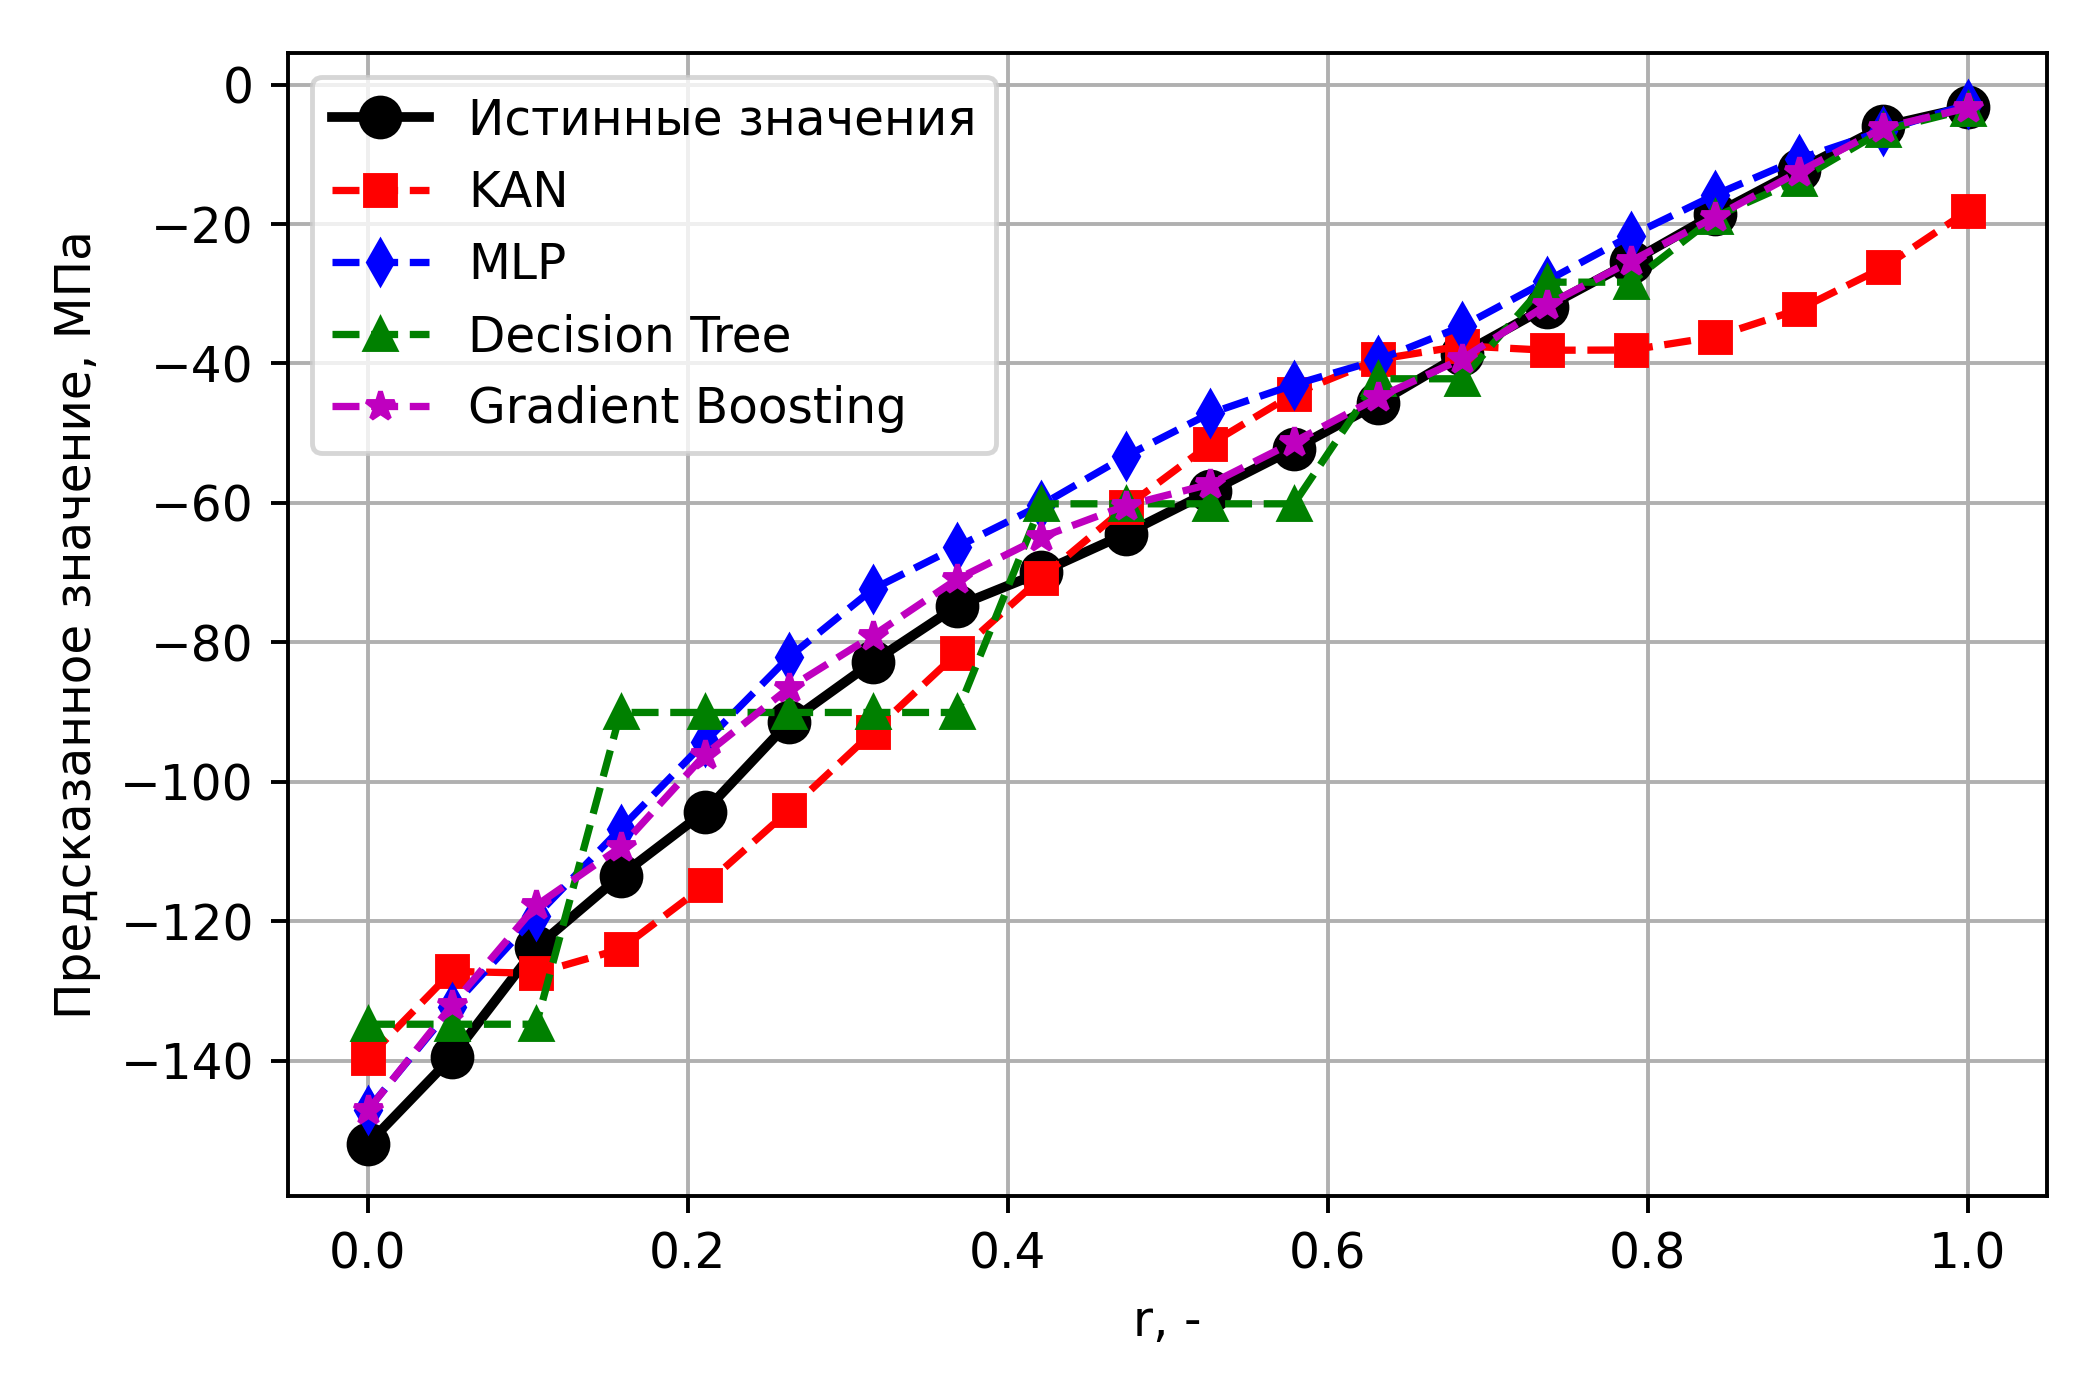 Истинные значения
KAN
MLP
Decision Tree
Gradient Boosting
Предсказанное значение, МПа
0
−20
−40
−60
−80
−100
−120
−140
0.0 0.2 0.4 0.6 0.8 1.0
r, -